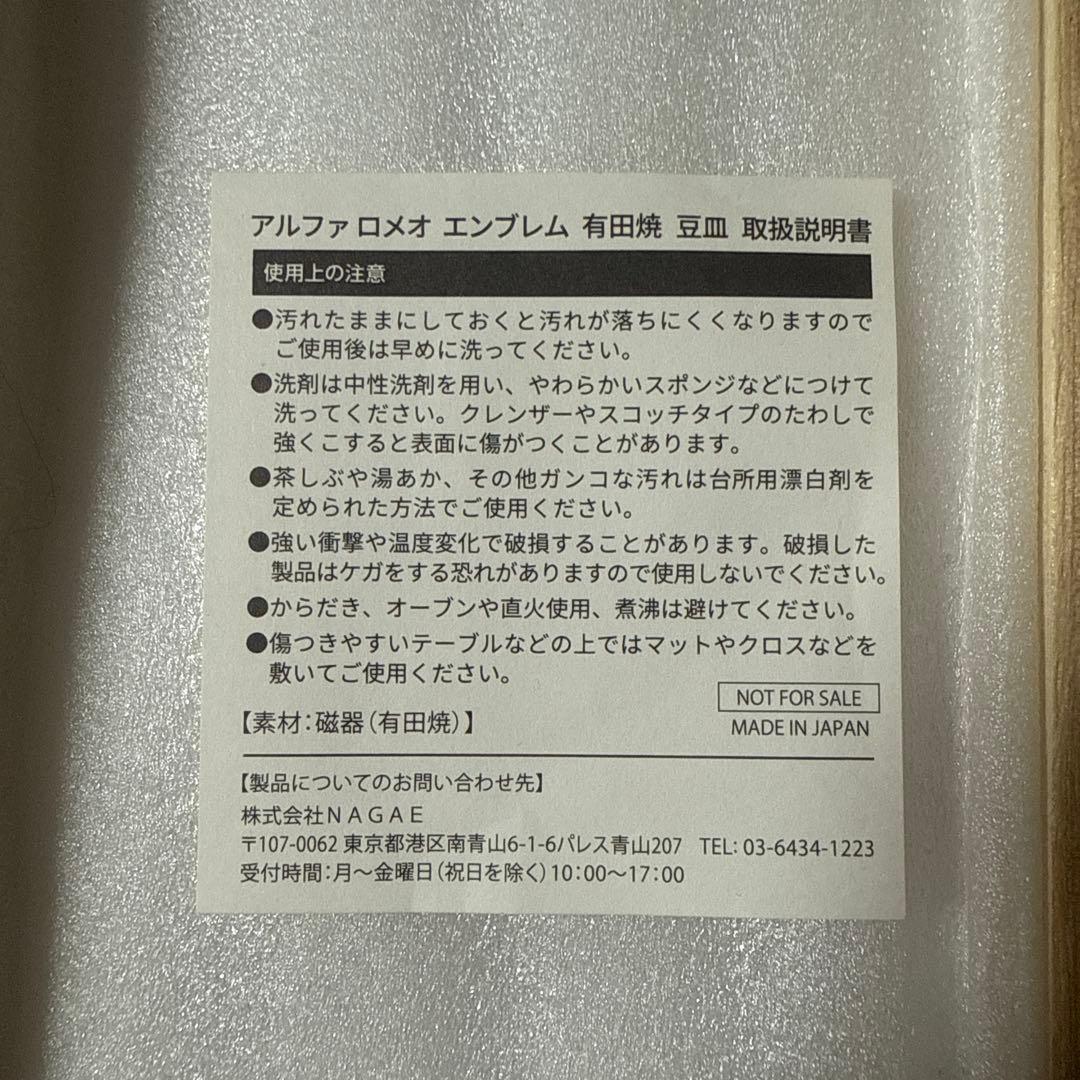 アルファ ロメオ エンブレム 有田焼 豆皿 取扱説明書
使用上の注意
●汚れたままにしておくと汚れが落ちにくくなりますので
ご使用後は早めに洗ってください。
●洗剤は中性洗剤を用い、やわらかいスポンジなどにつけて
洗ってください。クレンザーやスコッチタイプのたわしで
強くこすると表面に傷がつくことがあります。
●茶しぶや湯あか、その他ガンコな汚れは台所用漂白剤を
定められた方法でご使用ください。
●強い衝撃や温度変化で破損することがあります。破損した
製品はケガをする恐れがありますので使用しないでください。
●からだき、オーブンや直火使用、煮沸は避けてください。
●傷つきやすいテーブルなどの上ではマットやクロスなどを
敷いてご使用ください。
NOT FOR SALE
【素材：磁器（有田焼）】
MADE IN JAPAN
【製品についてのお問い合わせ先】
株式会社ＮＡＧＡＥ
〒107-0062 東京都港区南青山6-1-6パレス青山207 TEL: 03-6434-1223
受付時間：月～金曜日（祝日を除く）10：00～17：00